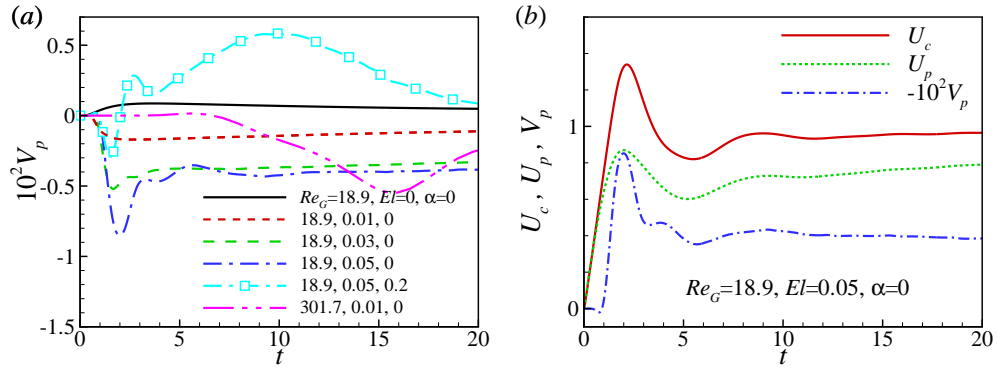 (a)
10²Vₚ
0.5
0
-0.5
-1
-1.5
Re_G=18.9, El=0, α=0
18.9, 0.01, 0
18.9, 0.03, 0
18.9, 0.05, 0
18.9, 0.05, 0.2
301.7, 0.01, 0
0 5 10 15 20
t
(b)
U_c , U_p , V_p
1
0
U_c
U_p
-10²V_p
Re_G=18.9, El=0.05, α=0
0 5 10 15 20
t